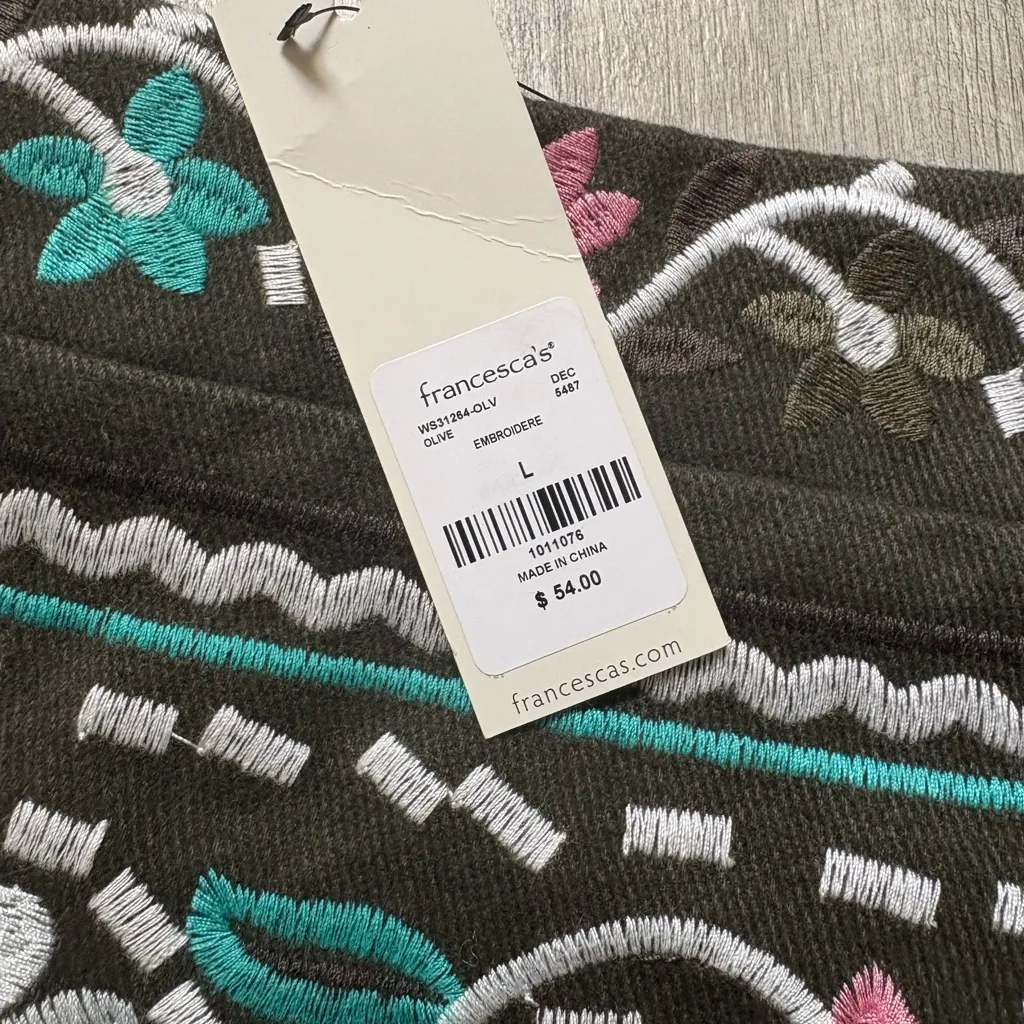 francesca's®
WS31264-OLV DEC
OLIVE EMBROIDERE 5487
L
1011076
MADE IN CHINA
$ 54.00
francescas.com